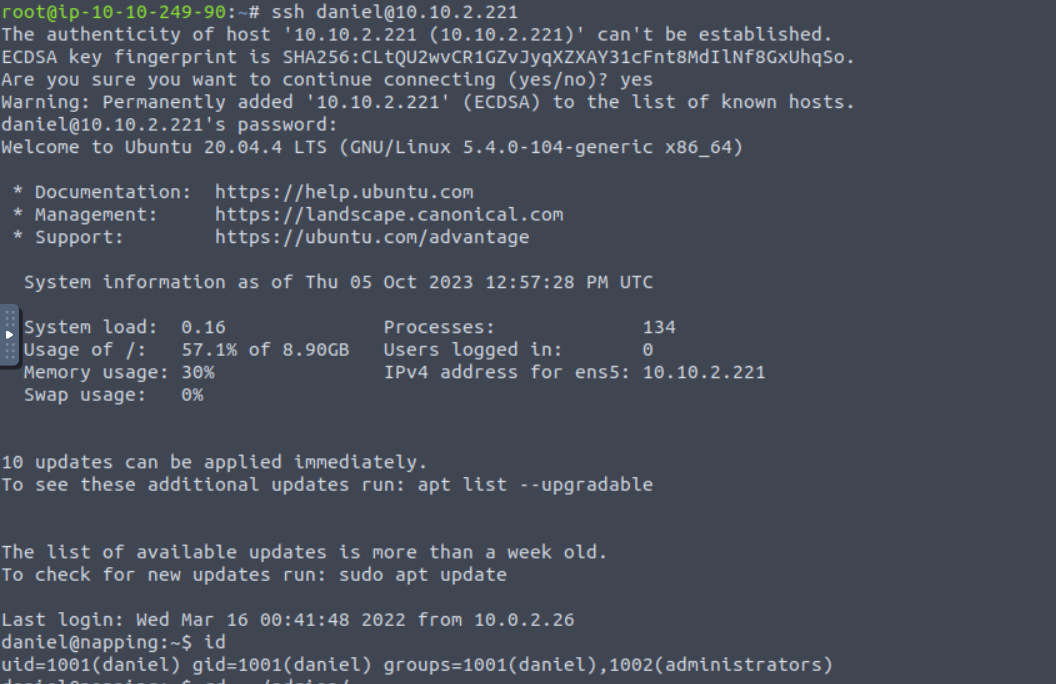 root@ip-10-10-249-90:~# ssh daniel@10.10.2.221
The authenticity of host '10.10.2.221 (10.10.2.221)' can't be established.
ECDSA key fingerprint is SHA256:CLtQU2wvCR1GZvJyqXZXAY31cFnt8MdIlNf8GxUhqSo.
Are you sure you want to continue connecting (yes/no)? yes
Warning: Permanently added '10.10.2.221' (ECDSA) to the list of known hosts.
daniel@10.10.2.221's password:
Welcome to Ubuntu 20.04.4 LTS (GNU/Linux 5.4.0-104-generic x86_64)
* Documentation:  https://help.ubuntu.com
* Management:     https://landscape.canonical.com
* Support:        https://ubuntu.com/advantage
System information as of Thu 05 Oct 2023 12:57:28 PM UTC
System load:  0.16               Processes:             134
Usage of /:   57.1% of 8.90GB   Users logged in:       0
Memory usage: 30%               IPv4 address for ens5: 10.10.2.221
Swap usage:   0%
10 updates can be applied immediately.
To see these additional updates run: apt list --upgradable
The list of available updates is more than a week old.
To check for new updates run: sudo apt update
Last login: Wed Mar 16 00:41:48 2022 from 10.0.2.26
daniel@napping:~$ id
uid=1001(daniel) gid=1001(daniel) groups=1001(daniel),1002(administrators)